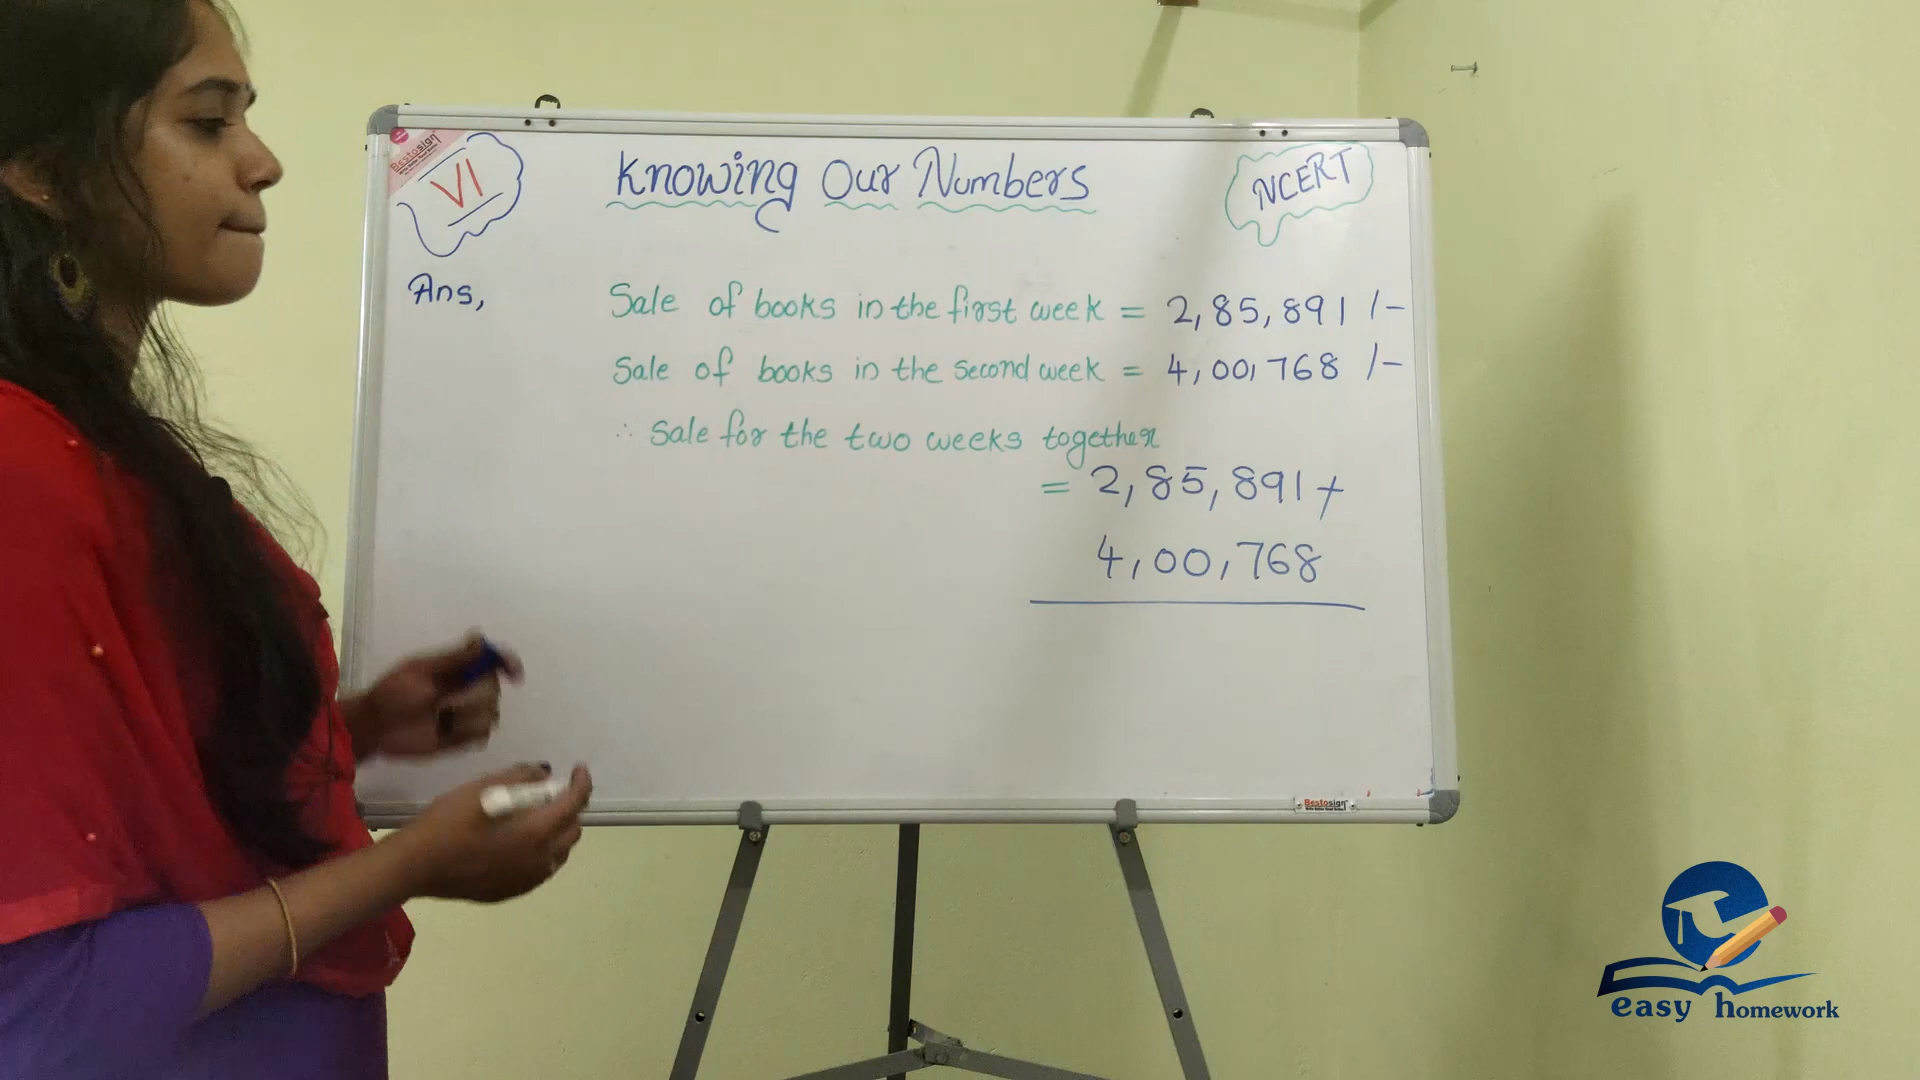 Bestosign
VI
Knowing Our Numbers
NCERT
Ans,
Sale of books in the first week = 2,85,891 /-
Sale of books in the second week = 4,00,768 /-
∴ Sale for the two weeks together
= 2,85,891 +
4,00,768
Bestosign
easy homework